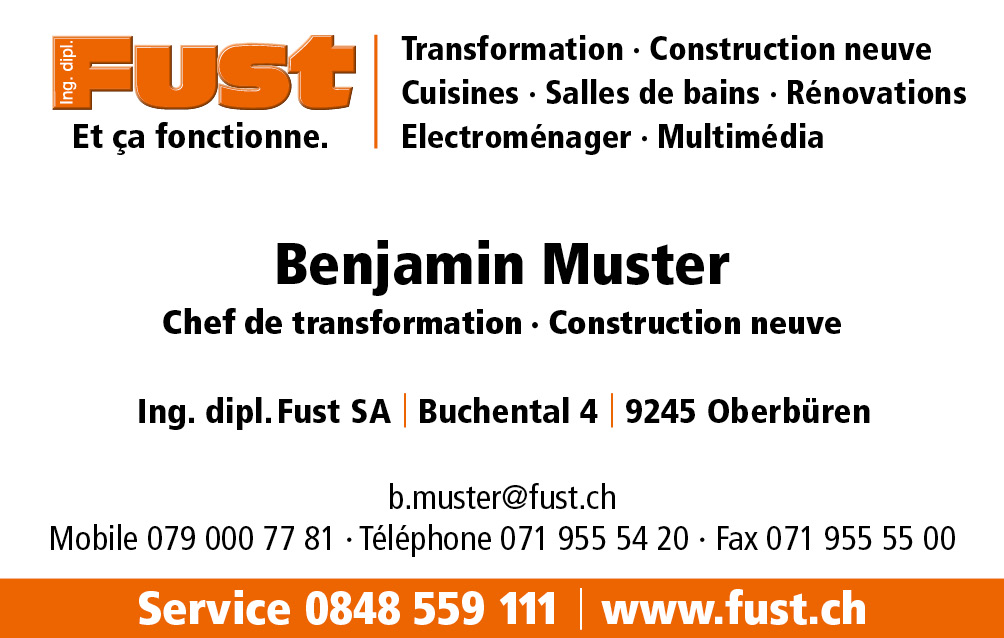 Ing. dipl. Fust
Et ça fonctionne.
Transformation · Construction neuve
Cuisines · Salles de bains · Rénovations
Electroménager · Multimédia
Benjamin Muster
Chef de transformation · Construction neuve
Ing. dipl. Fust SA | Buchental 4 | 9245 Oberbüren
b.muster@fust.ch
Mobile 079 000 77 81 · Téléphone 071 955 54 20 · Fax 071 955 55 00
Service 0848 559 111 | www.fust.ch